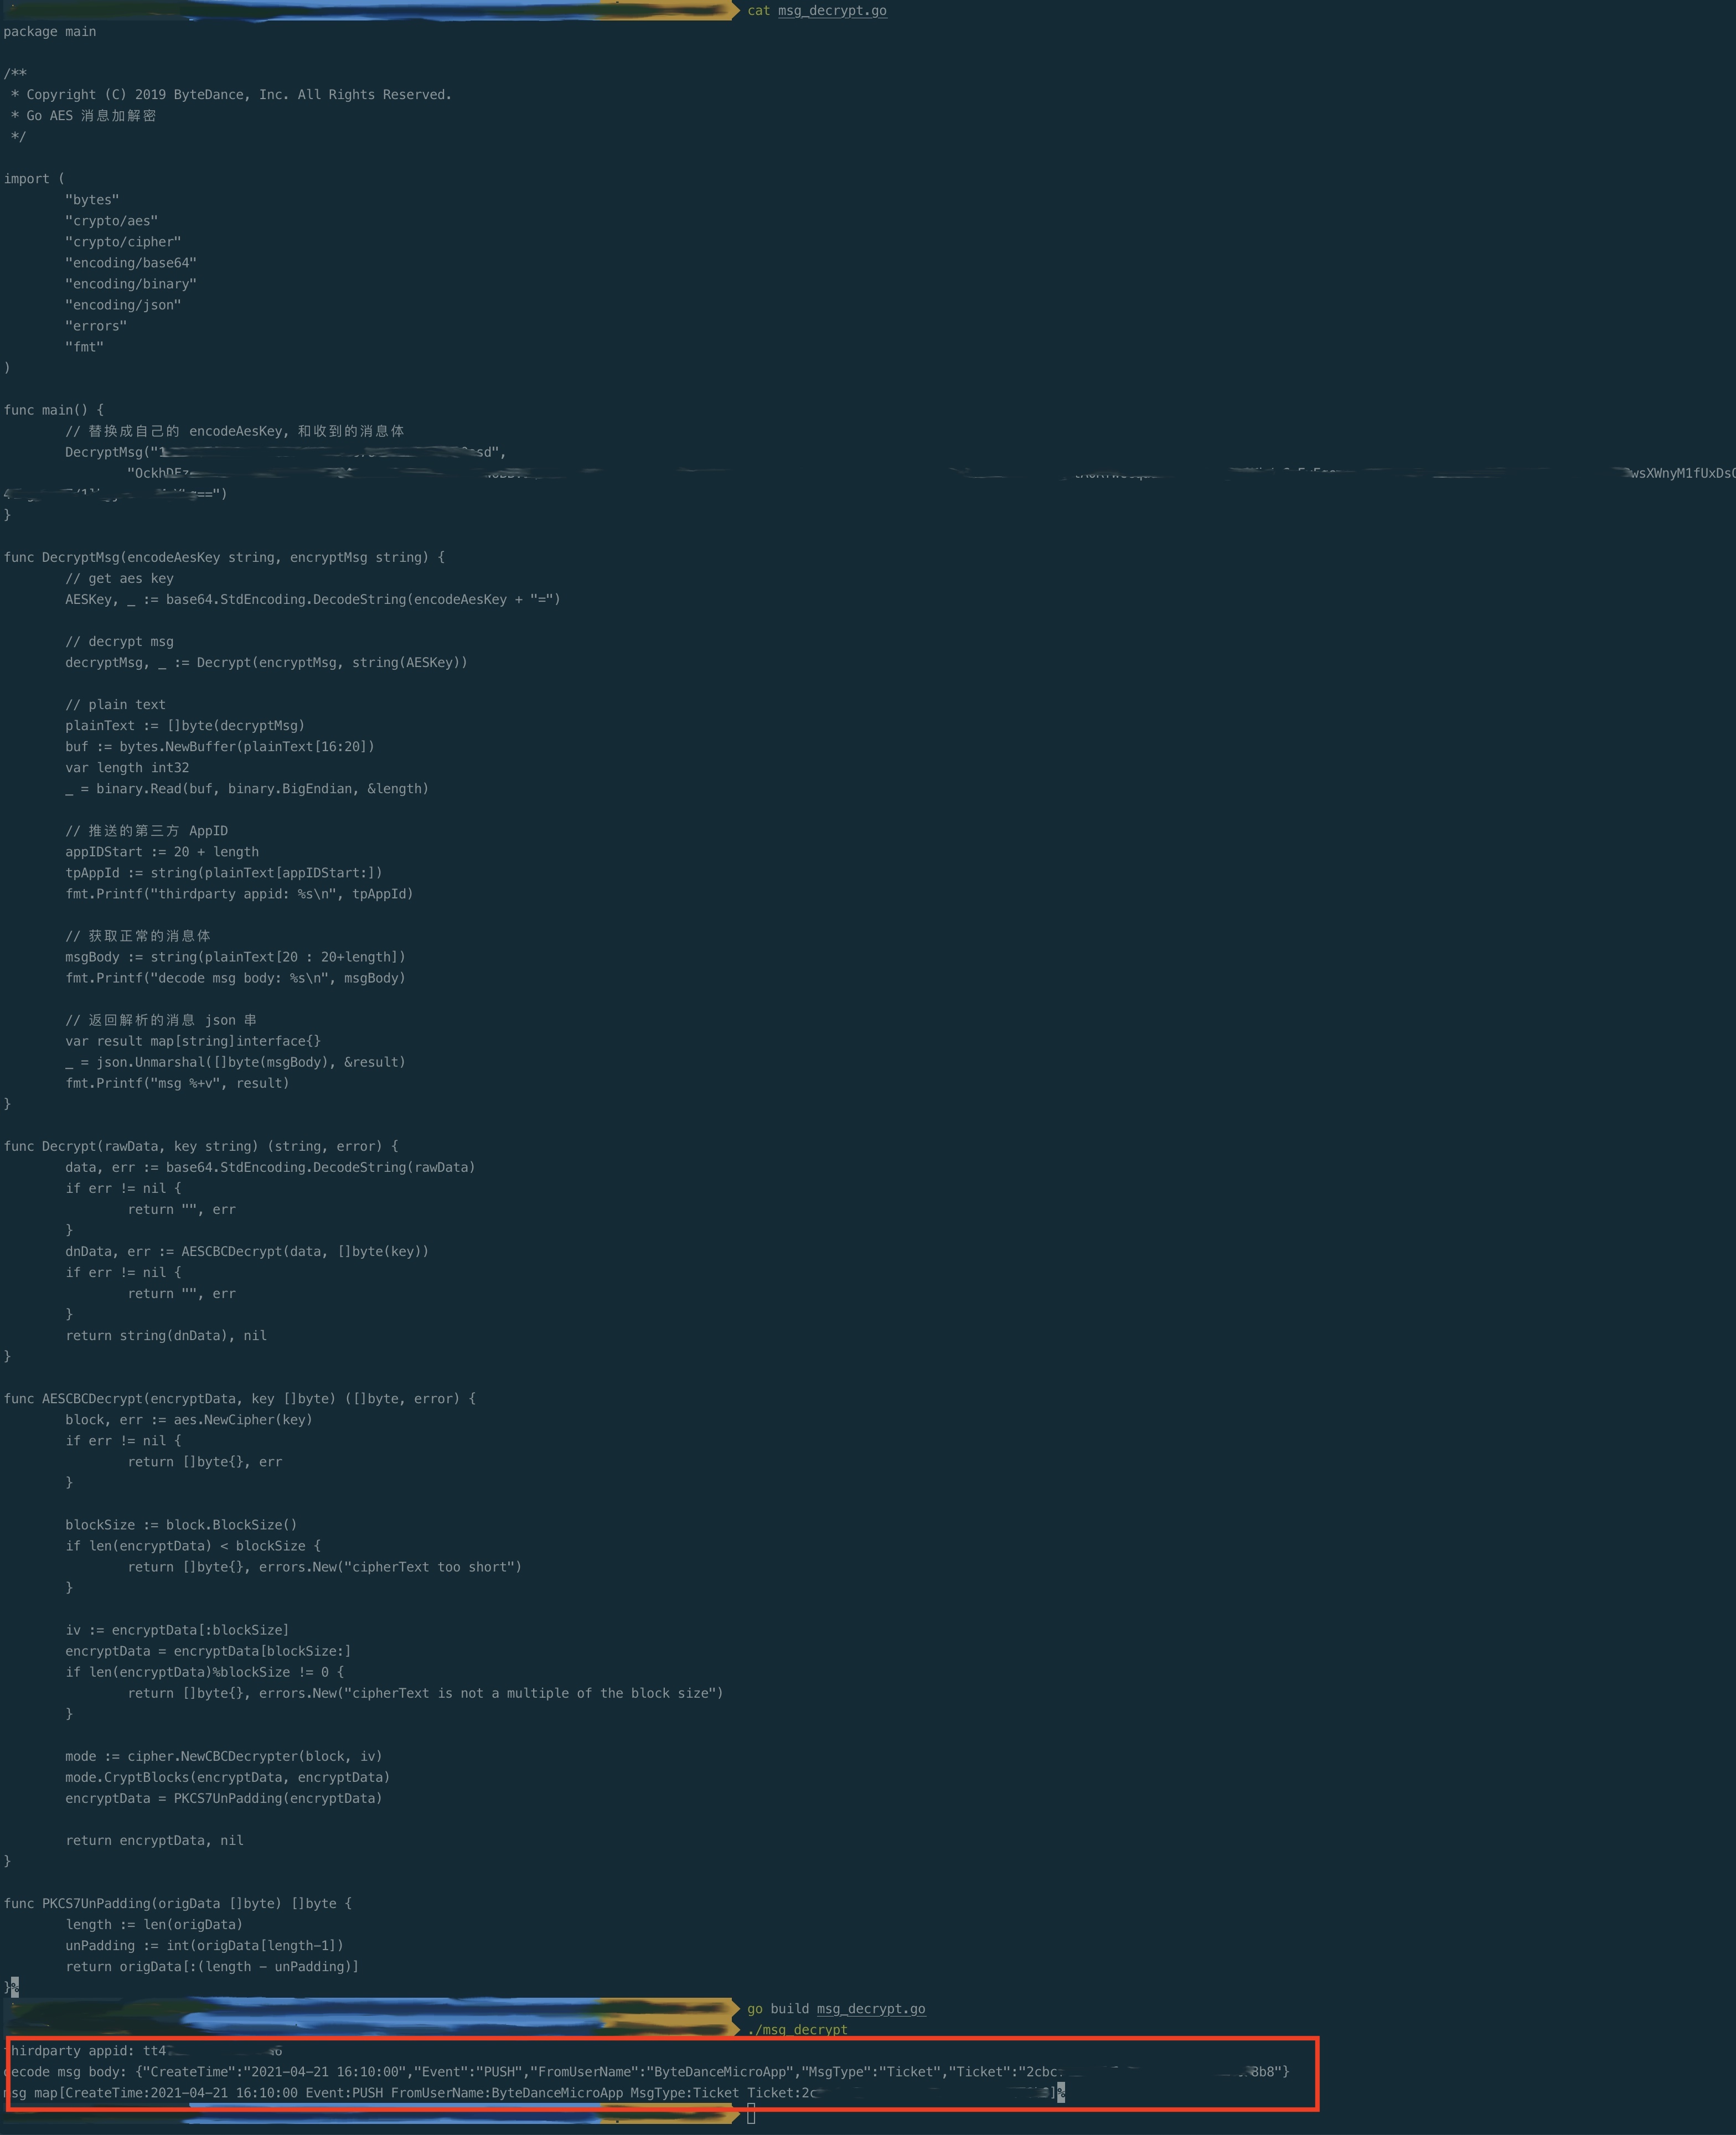 cat msg_decrypt.go
package main
/**
 * Copyright (C) 2019 ByteDance, Inc. All Rights Reserved.
 * Go AES 消息加解密
 */
import (
        "bytes"
        "crypto/aes"
        "crypto/cipher"
        "encoding/base64"
        "encoding/binary"
        "encoding/json"
        "errors"
        "fmt"
)
func main() {
        // 替换成自己的 encodeAesKey, 和收到的消息体
        DecryptMsg("1 sd",
                "OckhDEz wsXWnyM1fUxDs
4 ==")
}
func DecryptMsg(encodeAesKey string, encryptMsg string) {
        // get aes key
        AESKey, _ := base64.StdEncoding.DecodeString(encodeAesKey + "=")
        // decrypt msg
        decryptMsg, _ := Decrypt(encryptMsg, string(AESKey))
        // plain text
        plainText := []byte(decryptMsg)
        buf := bytes.NewBuffer(plainText[16:20])
        var length int32
        _ = binary.Read(buf, binary.BigEndian, &length)
        // 推送的第三方 AppID
        appIDStart := 20 + length
        tpAppId := string(plainText[appIDStart:])
        fmt.Printf("thirdparty appid: %s\n", tpAppId)
        // 获取正常的消息体
        msgBody := string(plainText[20 : 20+length])
        fmt.Printf("decode msg body: %s\n", msgBody)
        // 返回解析的消息 json 串
        var result map[string]interface{}
        _ = json.Unmarshal([]byte(msgBody), &result)
        fmt.Printf("msg %+v", result)
}
func Decrypt(rawData, key string) (string, error) {
        data, err := base64.StdEncoding.DecodeString(rawData)
        if err != nil {
                return "", err
        }
        dnData, err := AESCBCDecrypt(data, []byte(key))
        if err != nil {
                return "", err
        }
        return string(dnData), nil
}
func AESCBCDecrypt(encryptData, key []byte) ([]byte, error) {
        block, err := aes.NewCipher(key)
        if err != nil {
                return []byte{}, err
        }
        blockSize := block.BlockSize()
        if len(encryptData) < blockSize {
                return []byte{}, errors.New("cipherText too short")
        }
        iv := encryptData[:blockSize]
        encryptData = encryptData[blockSize:]
        if len(encryptData)%blockSize != 0 {
                return []byte{}, errors.New("cipherText is not a multiple of the block size")
        }
        mode := cipher.NewCBCDecrypter(block, iv)
        mode.CryptBlocks(encryptData, encryptData)
        encryptData = PKCS7UnPadding(encryptData)
        return encryptData, nil
}
func PKCS7UnPadding(origData []byte) []byte {
        length := len(origData)
        unPadding := int(origData[length-1])
        return origData[:(length - unPadding)]
}%
go build msg_decrypt.go
./msg_decrypt
thirdparty appid: tt4 6
decode msg body: {"CreateTime":"2021-04-21 16:10:00","Event":"PUSH","FromUserName":"ByteDanceMicroApp","MsgType":"Ticket","Ticket":"2cbc 8b8"}
msg map[CreateTime:2021-04-21 16:10:00 Event:PUSH FromUserName:ByteDanceMicroApp MsgType:Ticket Ticket:2c ]%